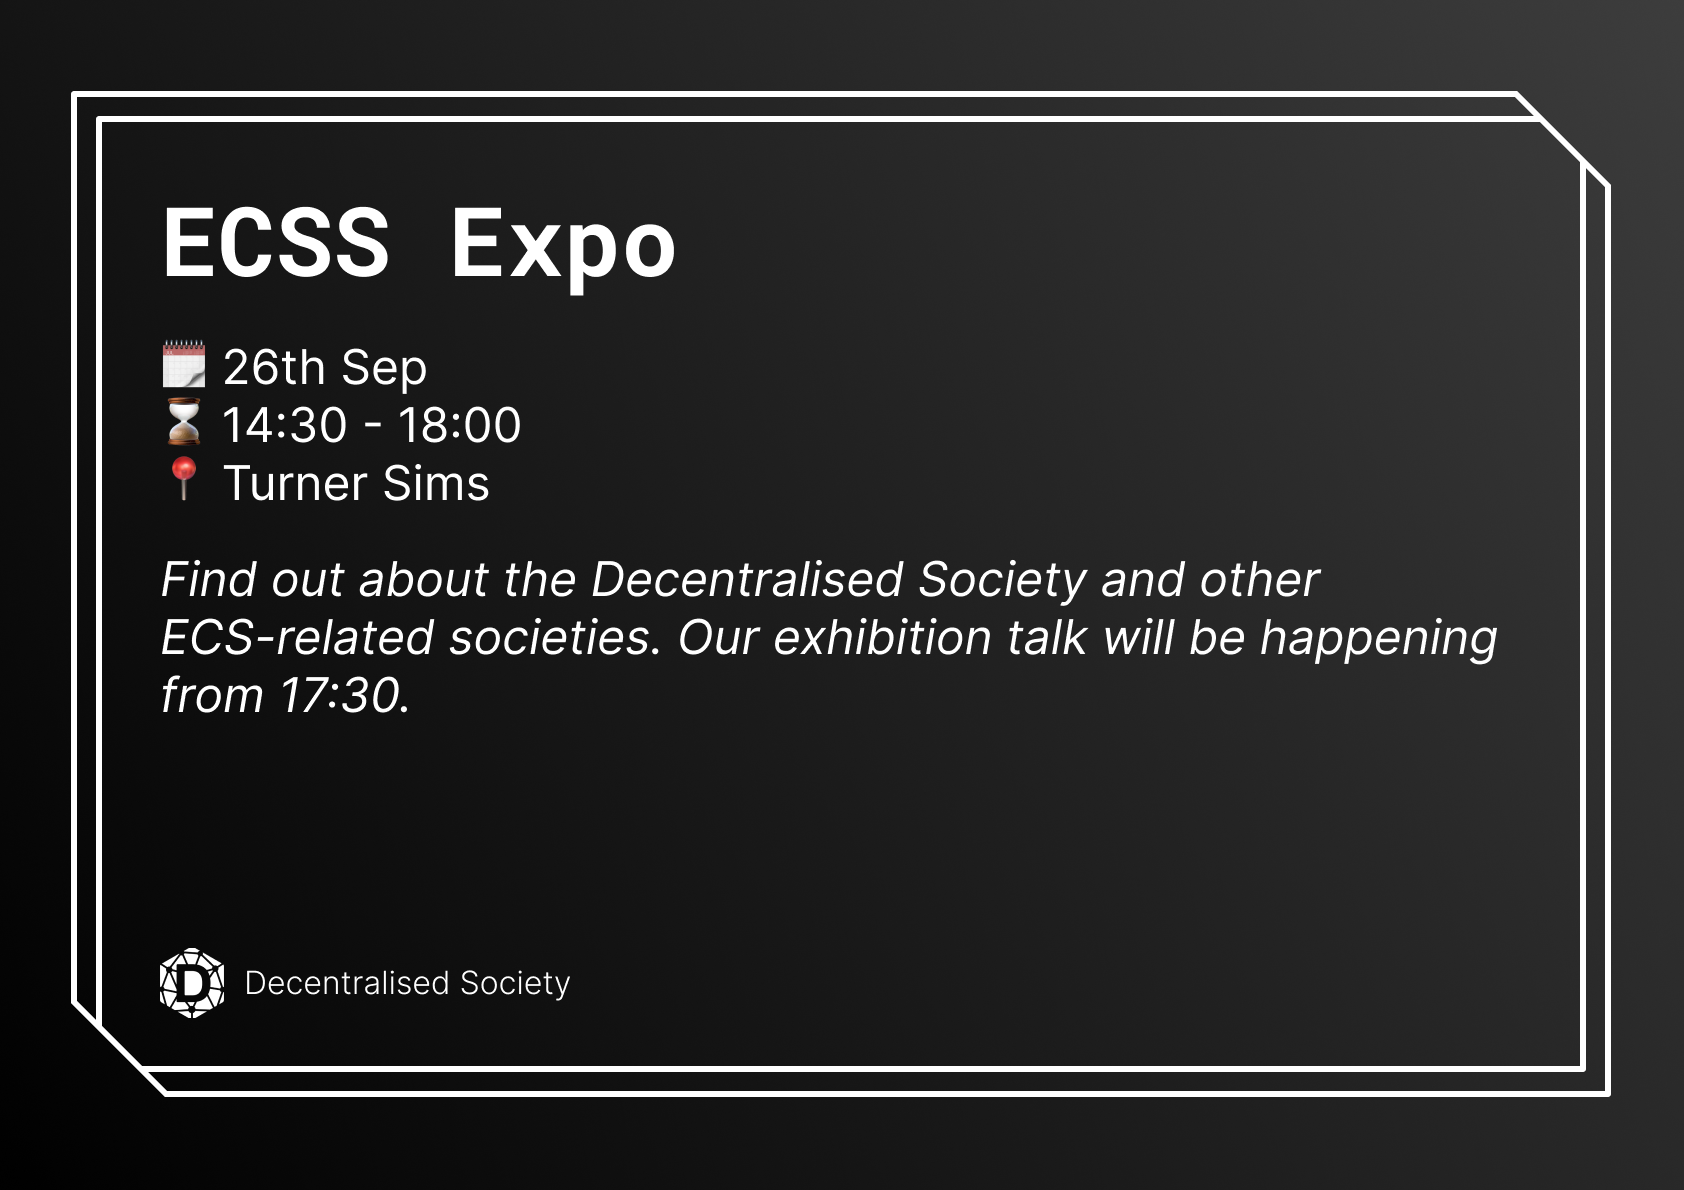 ECSS Expo
26th Sep
14:30 - 18:00
Turner Sims
Find out about the Decentralised Society and other
ECS-related societies. Our exhibition talk will be happening
from 17:30.
D
Decentralised Society